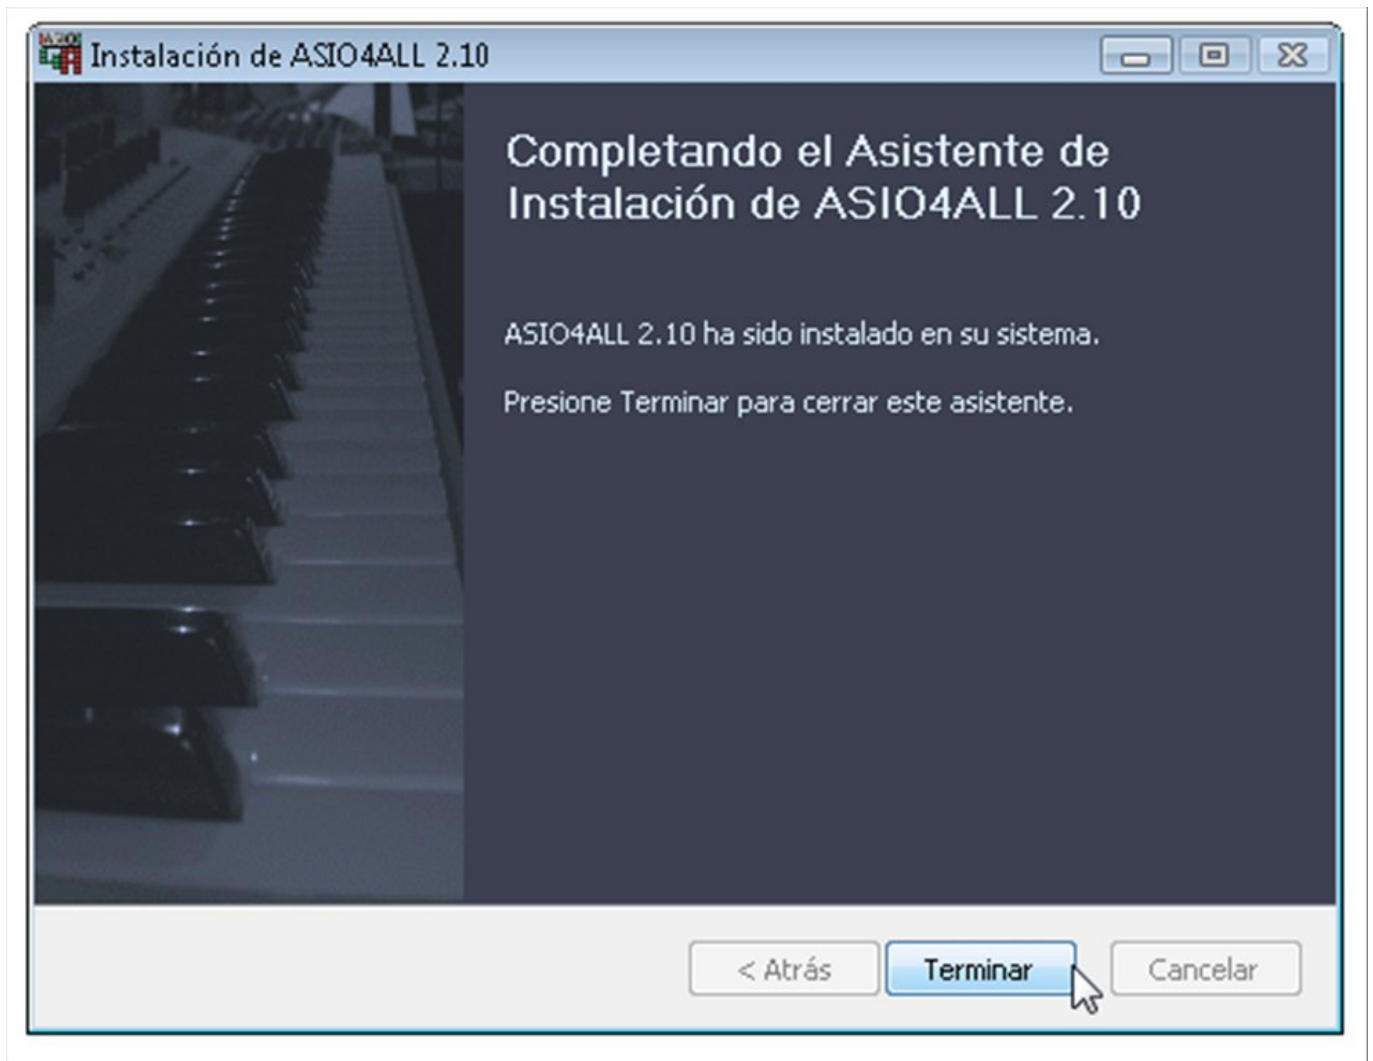 Instalación de ASIO4ALL 2.10
Completando el Asistente de
Instalación de ASIO4ALL 2.10
ASIO4ALL 2.10 ha sido instalado en su sistema.
Presione Terminar para cerrar este asistente.
< Atrás
Terminar
Cancelar